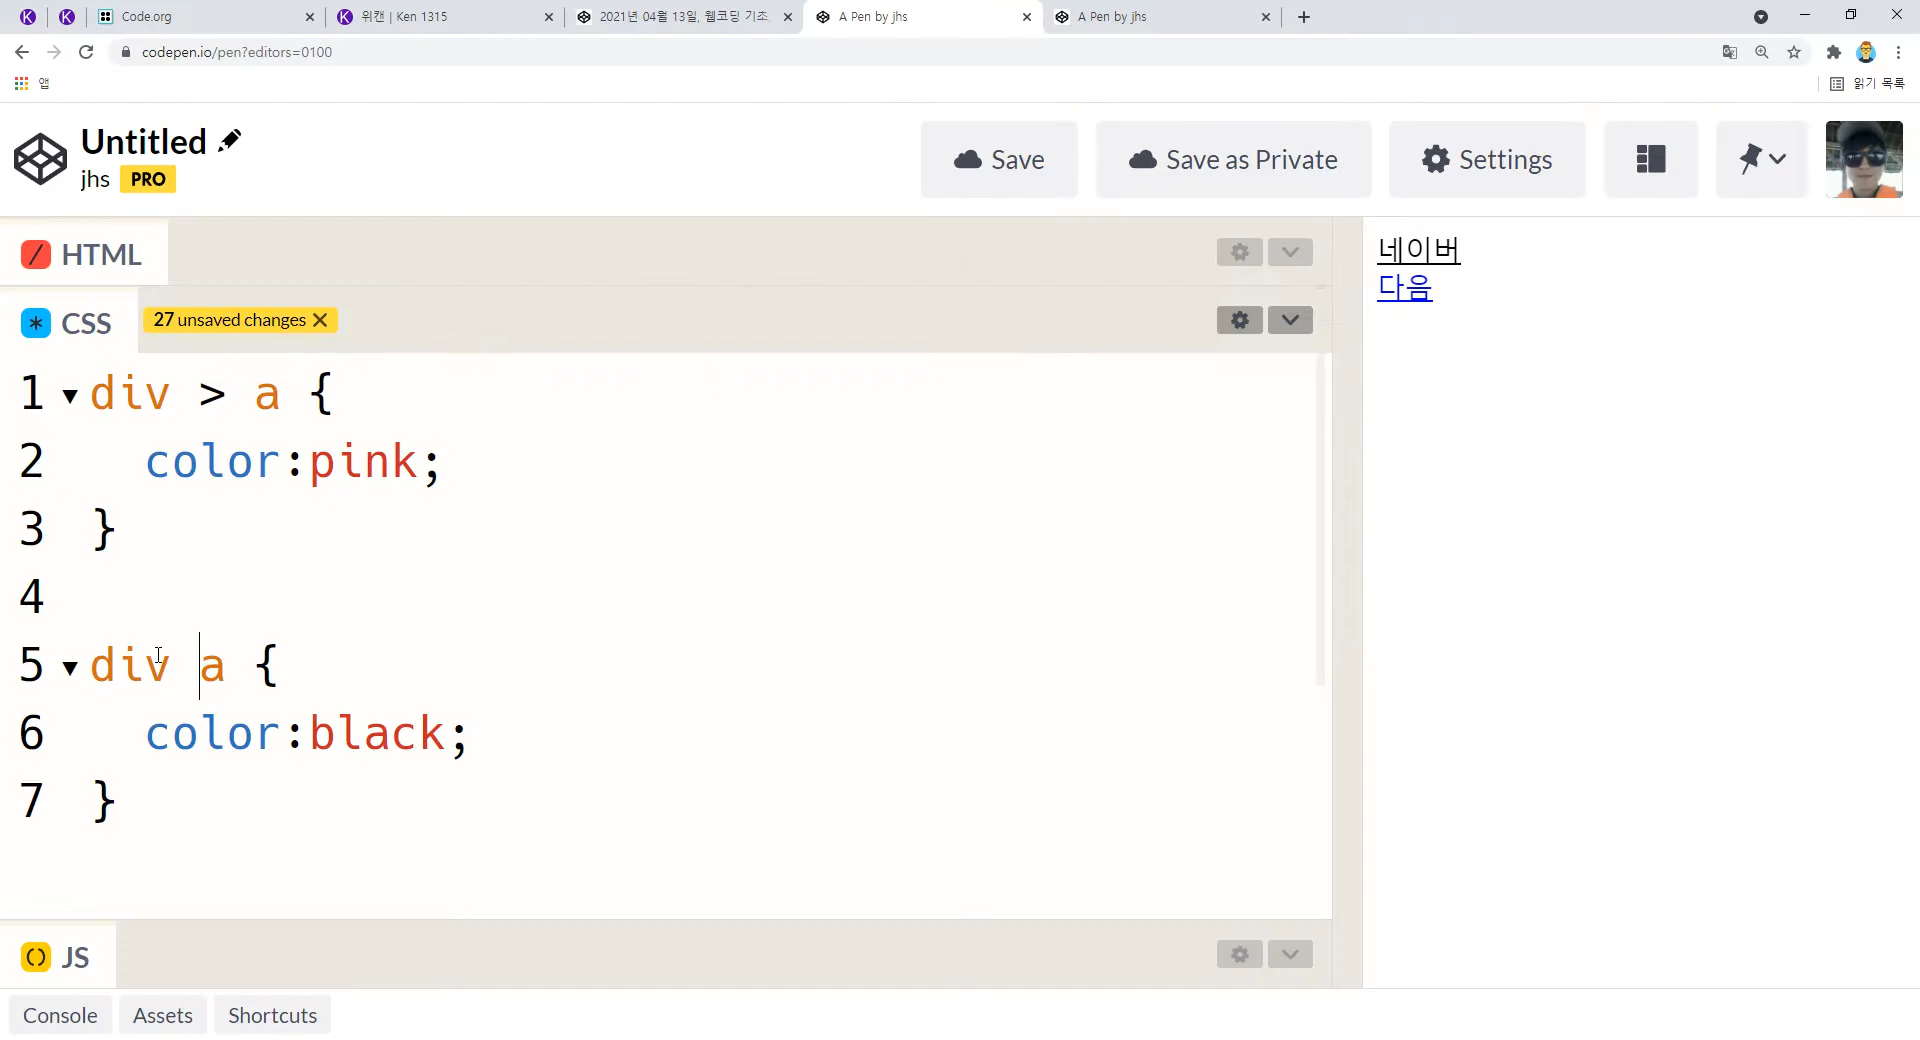 Code.org
위캔 | Ken 1315
2021년 04월 13일, 웹코딩 기초
A Pen by jhs
A Pen by jhs
codepen.io/pen?editors=0100
앱
읽기 목록
Untitled
jhs PRO
Save
Save as Private
Settings
HTML
네이버
다음
CSS
27 unsaved changes
1 div > a {
2 color:pink;
3 }
4
5 div a {
6 color:black;
7 }
JS
Console
Assets
Shortcuts